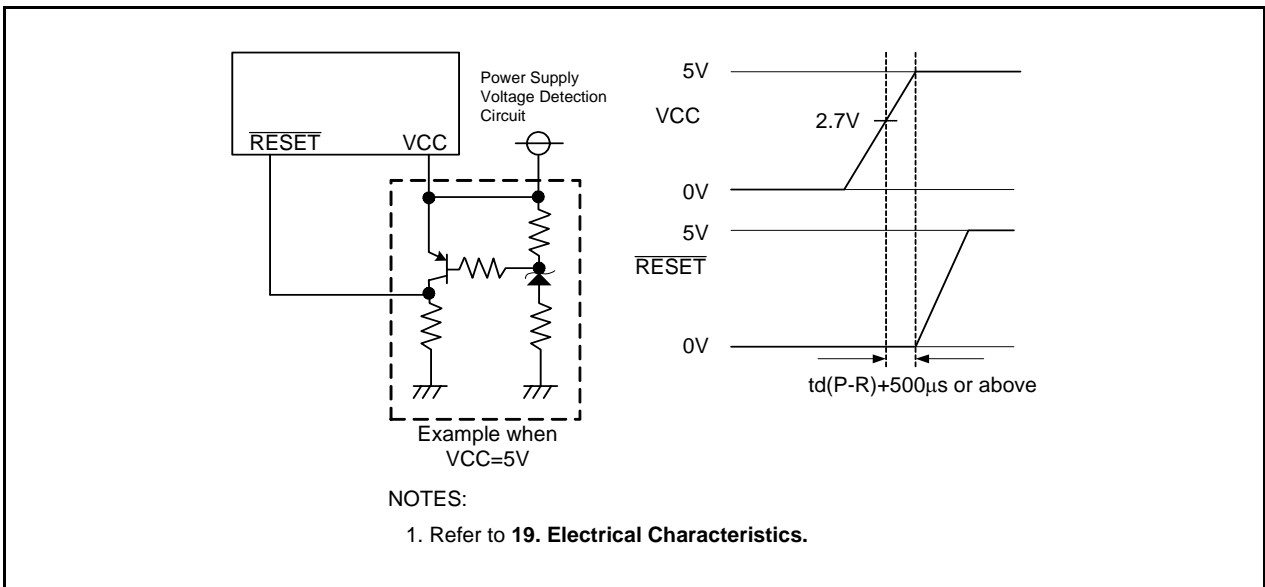 Power Supply
Voltage Detection
Circuit
RESET
VCC
Example when
VCC=5V
5V
VCC
2.7V
0V
5V
RESET
0V
td(P-R)+500μs or above
NOTES:
1. Refer to 19. Electrical Characteristics.